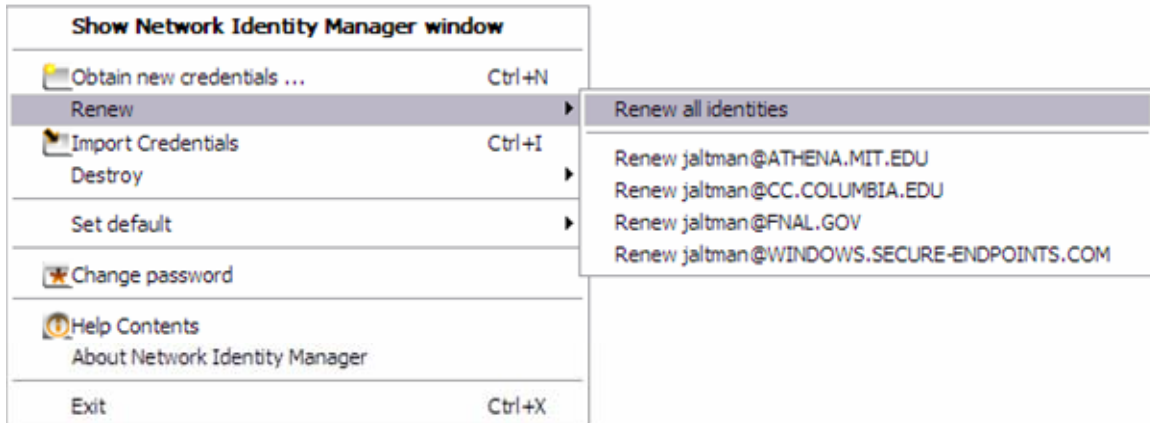 Show Network Identity Manager window
Obtain new credentials ... Ctrl+N
Renew
Import Credentials Ctrl+I
Destroy
Set default
Change password
Help Contents
About Network Identity Manager
Exit Ctrl+X
Renew all identities
Renew jaltman@ATHENA.MIT.EDU
Renew jaltman@CC.COLUMBIA.EDU
Renew jaltman@FNAL.GOV
Renew jaltman@WINDOWS.SECURE-ENDPOINTS.COM